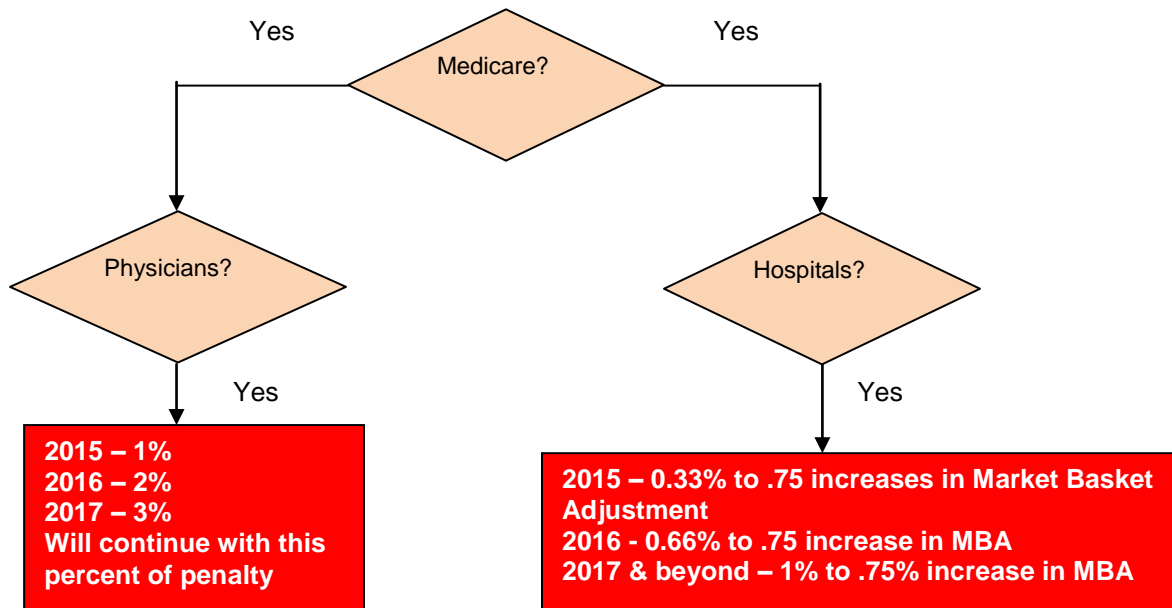 Yes
Yes
Medicare?
Physicians?
Hospitals?
Yes
Yes
2015 – 1%
2016 – 2%
2017 – 3%
Will continue with this
percent of penalty
2015 – 0.33% to .75 increases in Market Basket
Adjustment
2016 - 0.66% to .75 increase in MBA
2017 & beyond – 1% to .75% increase in MBA